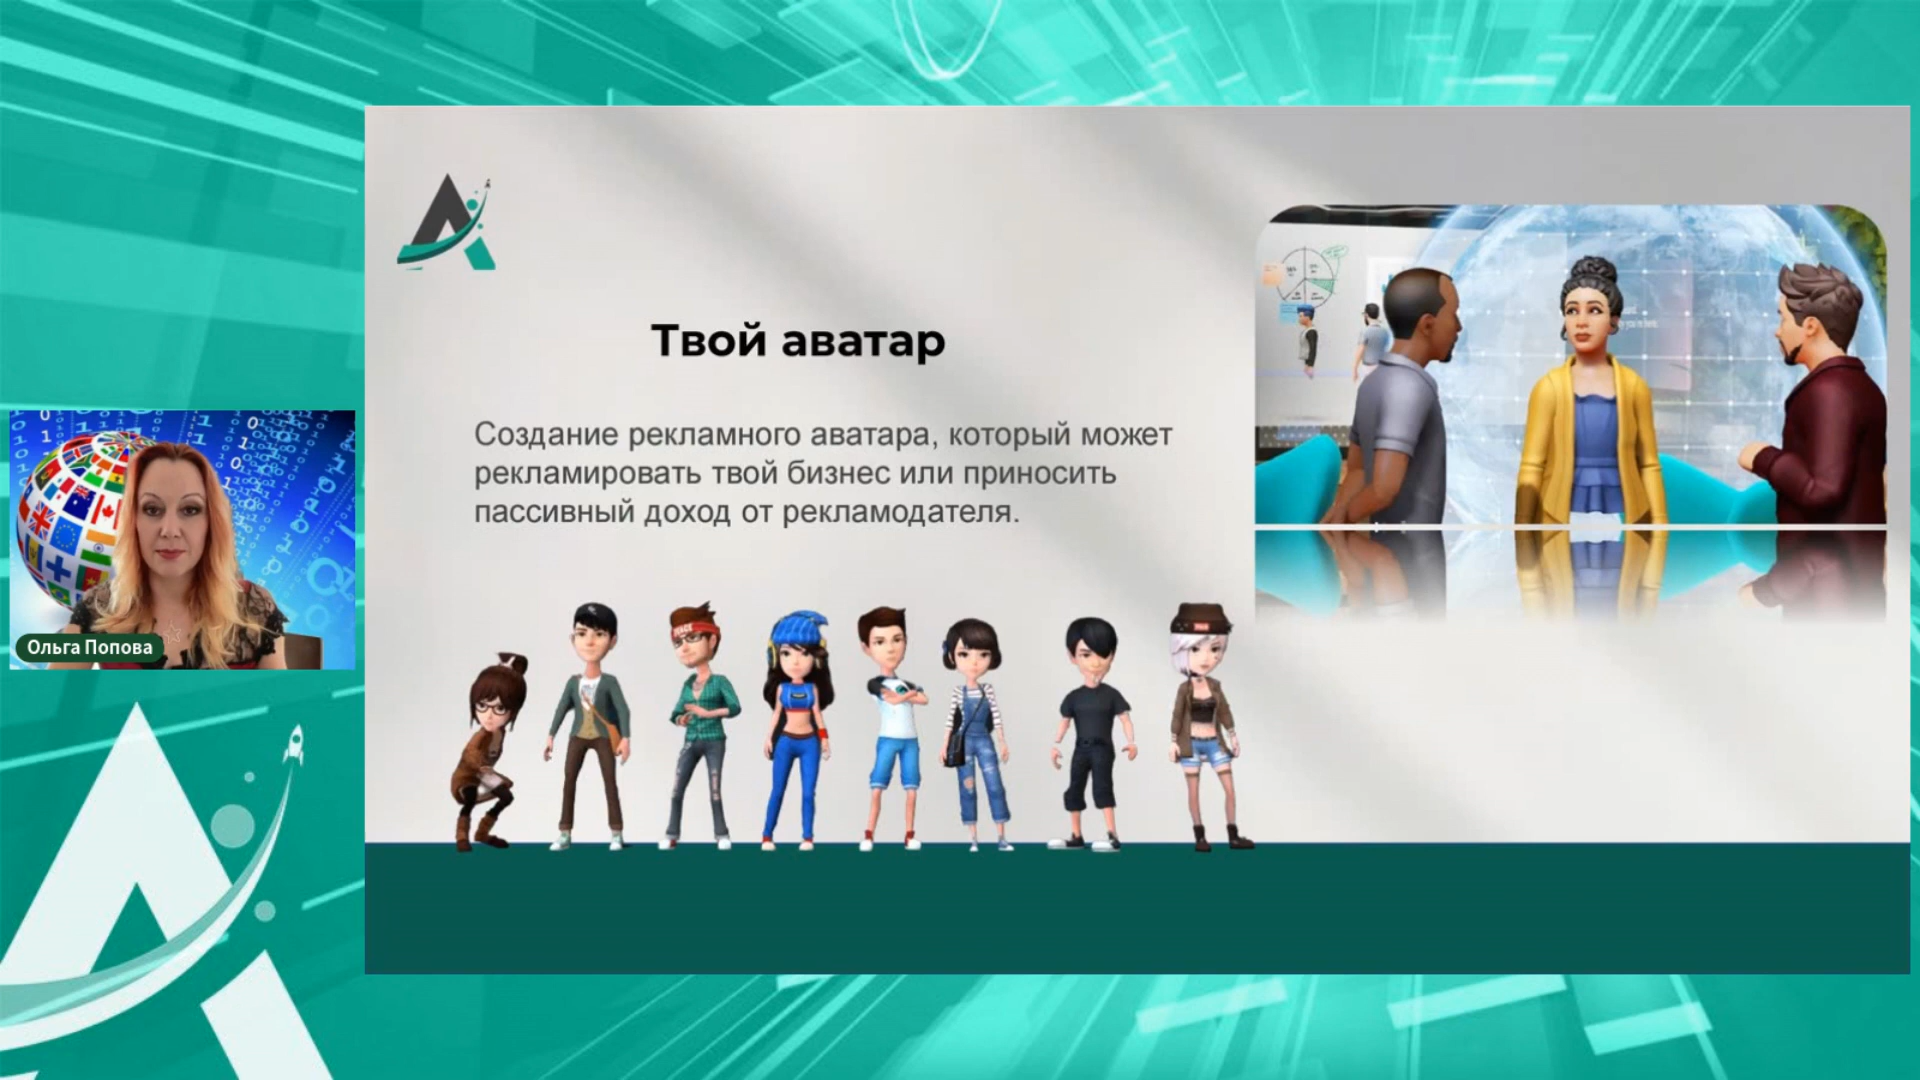 Твой аватар
Создание рекламного аватара, который может
рекламировать твой бизнес или приносить
пассивный доход от рекламодателя.
Ольга Попова